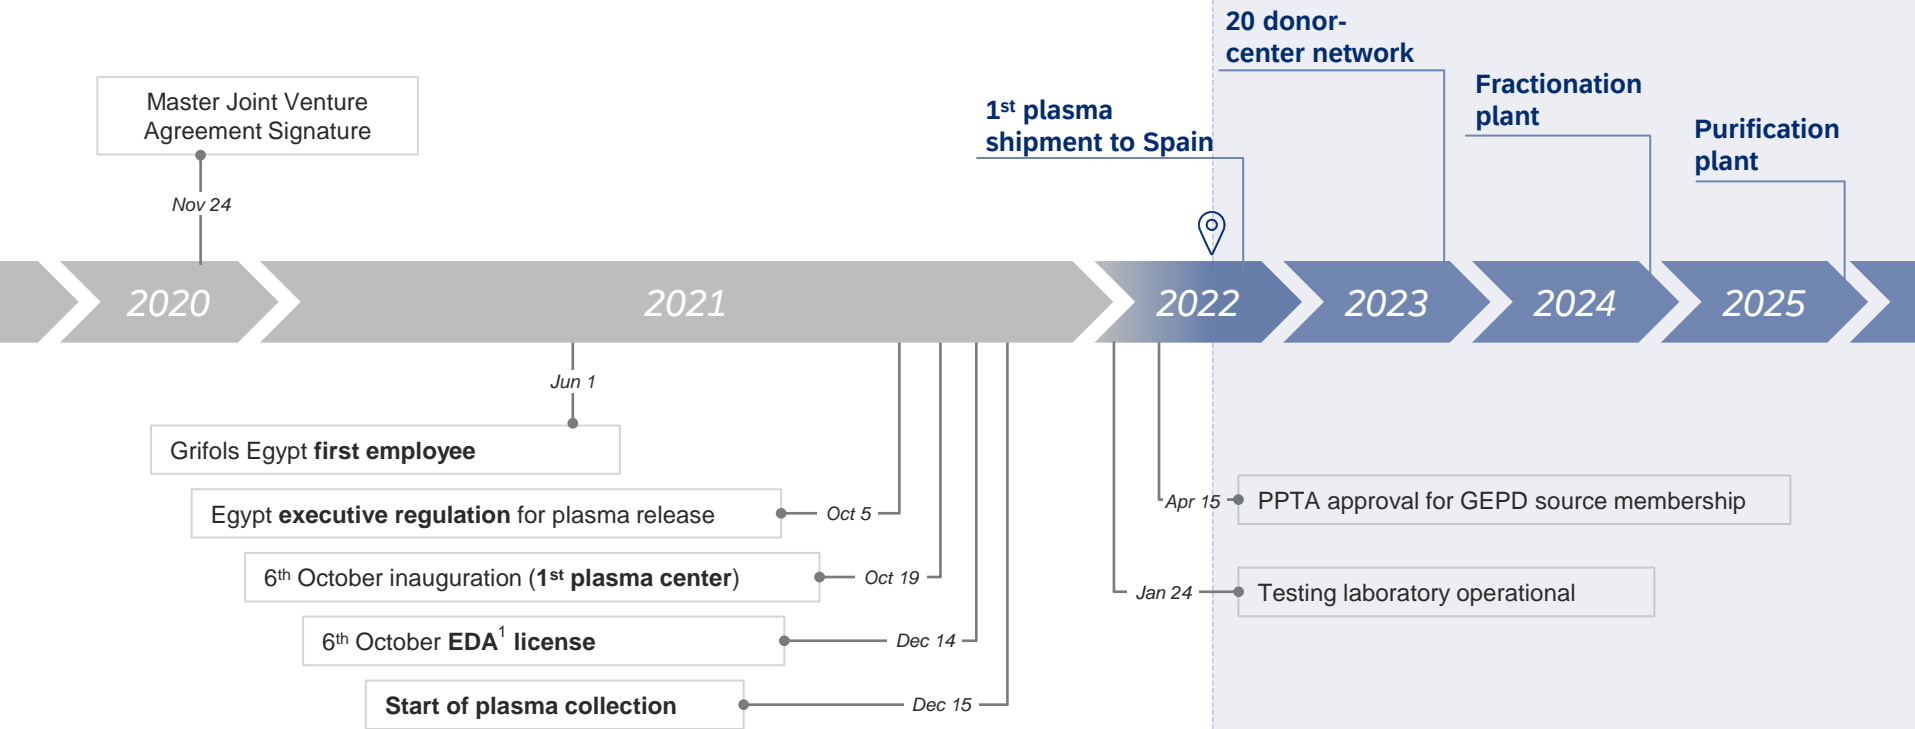 20 donor-
center network
Master Joint Venture
Agreement Signature
Fractionation
plant
1st plasma
shipment to Spain
Purification
plant
Nov 24
2020
2021
2022
2023
2024
2025
Jun 1
Grifols Egypt first employee
Egypt executive regulation for plasma release
Oct 5
Apr 15
PPTA approval for GEPD source membership
6th October inauguration (1st plasma center)
Oct 19
Jan 24
Testing laboratory operational
6th October EDA1 license
Dec 14
Start of plasma collection
Dec 15